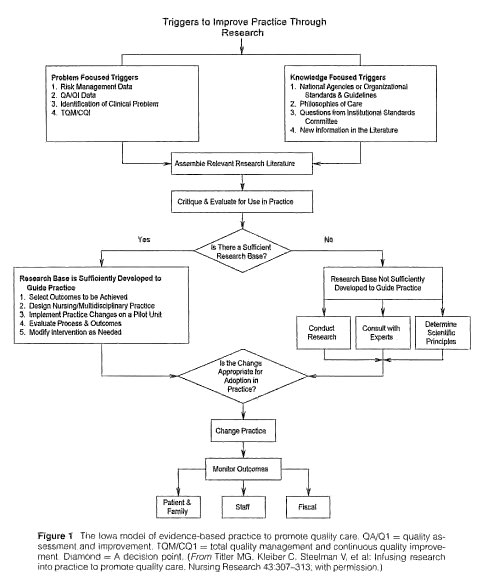 Triggers to Improve Practice Through
Research
Problem Focused Triggers
1. Risk Management Data
2. QA/QI Data
3. Identification of Clinical Problem
4. TQM/CQI
Knowledge Focused Triggers
1. National Agencies or Organizational
Standards & Guidelines
2. Philosophies of Care
3. Questions from Institutional Standards
Committee
4. New Information in the Literature
Assemble Relevant Research Literature
Critique & Evaluate for Use in Practice
Yes
Is There a Sufficient
Research Base?
No
Research Base is Sufficiently Developed to
Guide Practice
1. Select Outcomes to be Achieved
2. Design Nursing/Multidisciplinary Practice
3. Implement Practice Changes on a Pilot Unit
4. Evaluate Process & Outcomes
5. Modify Intervention as Needed
Research Base Not Sufficiently
Developed to Guide Practice
Conduct
Research
Consult with
Experts
Determine
Scientific
Principles
Is the Change
Appropriate for
Adoption in
Practice?
Change Practice
Monitor Outcomes
Patient &
Family
Staff
Fiscal
Figure 1 The Iowa model of evidence-based practice to promote quality care. QA/Q1 = quality as-
sessment and improvement. TQM/CQ1 = total quality management and continuous quality improve-
ment. Diamond = A decision point. (From Titler MG, Kleiber C, Steelman V, et al: Infusing research
into practice to promote quality care. Nursing Research 43:307–313; with permission.)